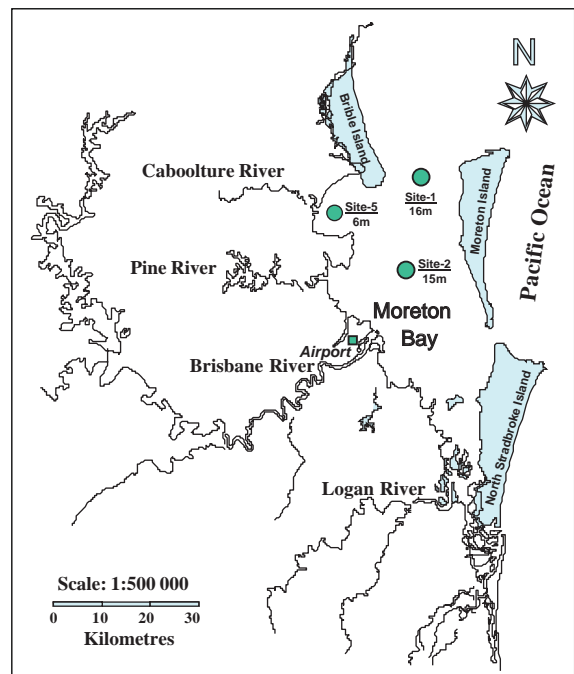 N
Brible Island
Caboolture River
Site-1
16m
Site-5
6m
Moreton Island
Pacific Ocean
Pine River
Site-2
15m
Moreton
Bay
Airport
Brisbane River
North Stradbroke Island
Logan River
Scale: 1:500 000
0 10 20 30
Kilometres